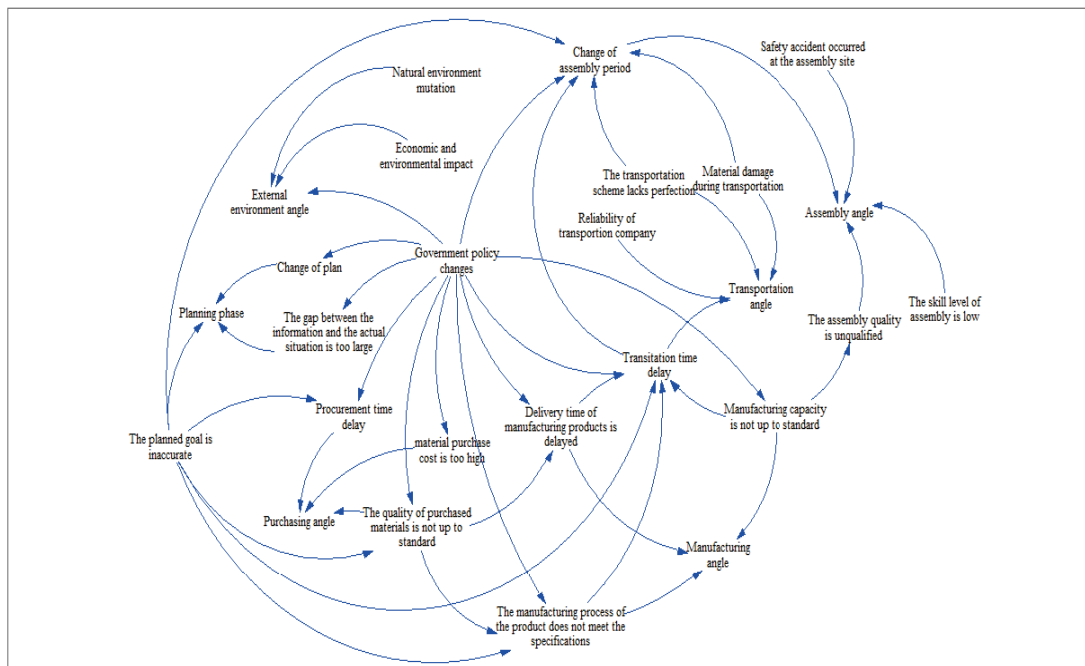 Change of
assembly period
Safety accident occurred
at the assembly site
Natural environment
mutation
Economic and
environmental impact
The transportation
scheme lacks perfection
Material damage
during transportation
External
environment angle
Reliability of
transportion company
Assembly angle
Government policy
changes
Change of plan
Transportation
angle
Planning phase
The gap between the
information and the actual
situation is too large
The skill level of
assembly is low
The assembly quality
is unqualified
Transitation time
delay
Procurement time
delay
Delivery time of
manufacturing products is
delayed
Manufacturing capacity
is not up to standard
The planned goal is
inaccurate
material purchase
cost is too high
Purchasing angle
The quality of purchased
materials is not up to
standard
Manufacturing
angle
The manufacturing process of
the product does not meet the
specifications